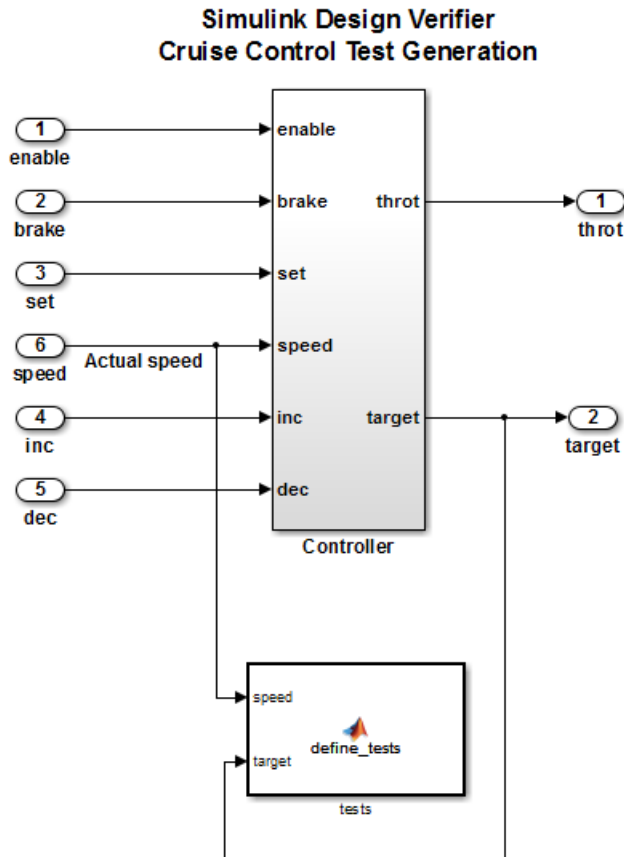 Simulink Design Verifier
Cruise Control Test Generation
1
enable
enable
2
brake
brake
throt
1
throt
3
set
set
6
speed
Actual speed
speed
4
inc
inc
target
2
target
5
dec
dec
Controller
speed
define_tests
target
tests